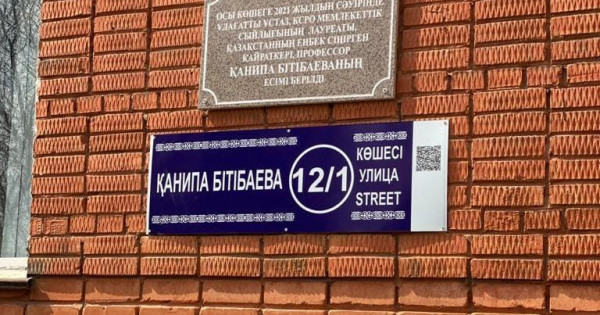 ОСЫ КӨШЕГЕ 2021 ЖЫЛДЫҢ СӘУІРІНДЕ
ҰЛАҒАТТЫ ҰСТАЗ, КСРО МЕМЛЕКЕТТІК
СЫЙЛЫҒЫНЫҢ ЛАУРЕАТЫ,
ҚАЗАҚСТАННЫҢ ЕҢБЕК СІҢІРГЕН
ҚАЙРАТКЕРІ, ПРОФЕССОР
ҚАНИПА БІТІБАЕВАНЫҢ
ЕСІМІ БЕРІЛДІ
ҚАНИПА БІТІБАЕВА
12/1
КӨШЕСІ
УЛИЦА
STREET